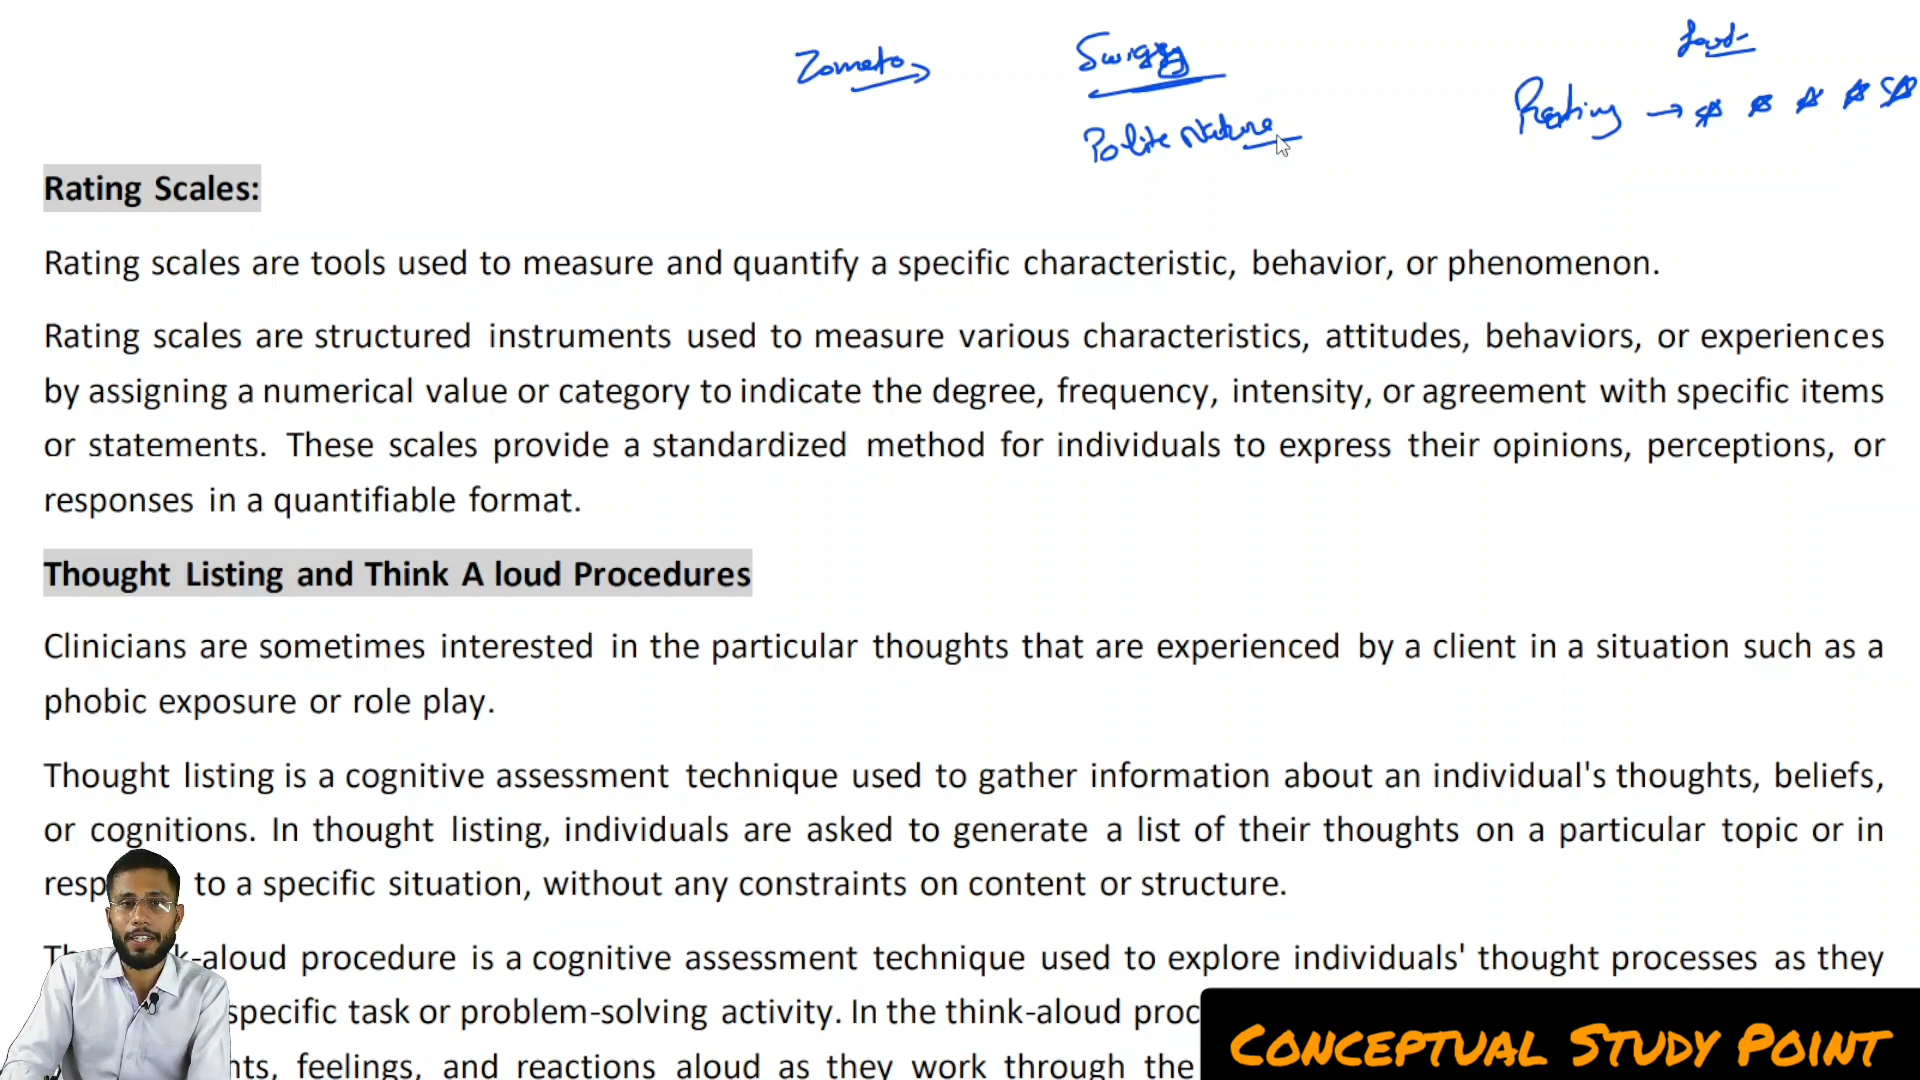 Zomato
Swiggy
food
Polite Nature
Rating →
Rating Scales:
Rating scales are tools used to measure and quantify a specific characteristic, behavior, or phenomenon.
Rating scales are structured instruments used to measure various characteristics, attitudes, behaviors, or experiences
by assigning a numerical value or category to indicate the degree, frequency, intensity, or agreement with specific items
or statements. These scales provide a standardized method for individuals to express their opinions, perceptions, or
responses in a quantifiable format.
Thought Listing and Think A loud Procedures
Clinicians are sometimes interested in the particular thoughts that are experienced by a client in a situation such as a
phobic exposure or role play.
Thought listing is a cognitive assessment technique used to gather information about an individual's thoughts, beliefs,
or cognitions. In thought listing, individuals are asked to generate a list of their thoughts on a particular topic or in
to a specific situation, without any constraints on content or structure.
-aloud procedure is a cognitive assessment technique used to explore individuals' thought processes as they
specific task or problem-solving activity. In the think-aloud
feelings, and reactions aloud as they work through the
CONCEPTUAL STUDY POINT